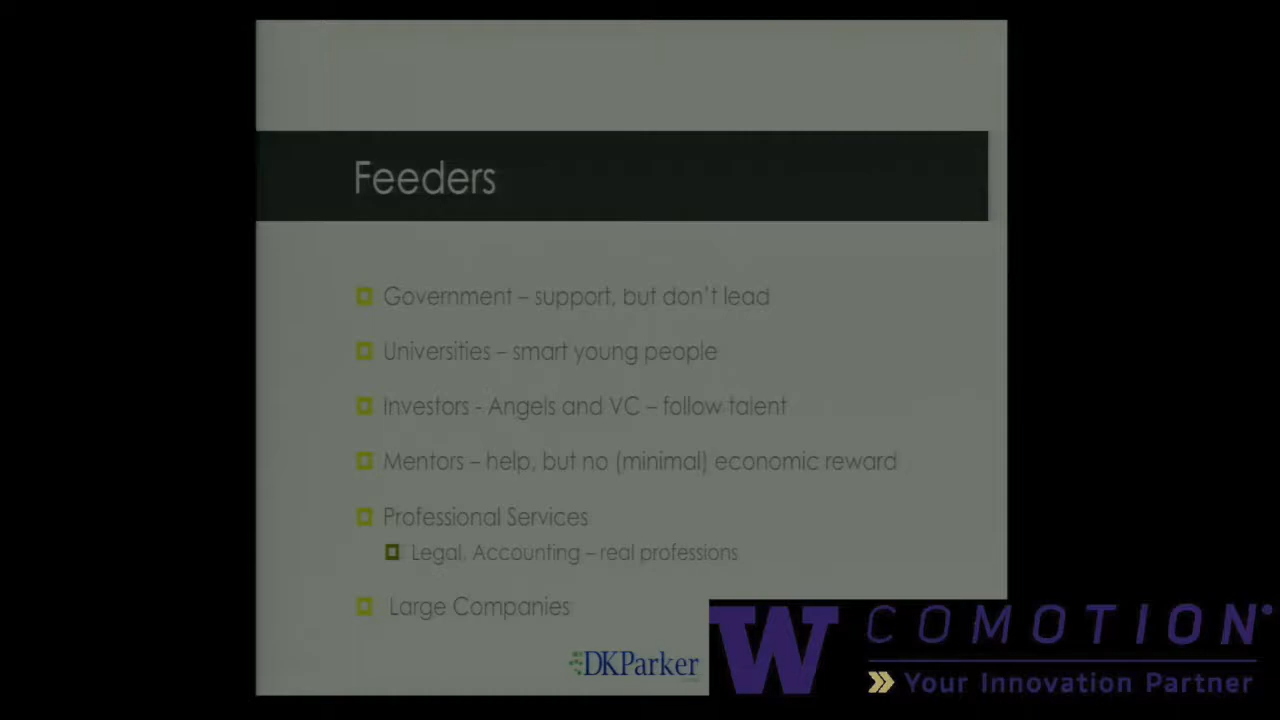 Feeders
Government – support, but don't lead
Universities – smart young people
Investors - Angels and VC – follow talent
Mentors – help, but no (minimal) economic reward
Professional Services
Legal, Accounting – real professions
Large Companies
DKParker
W COMOTION®
Your Innovation Partner